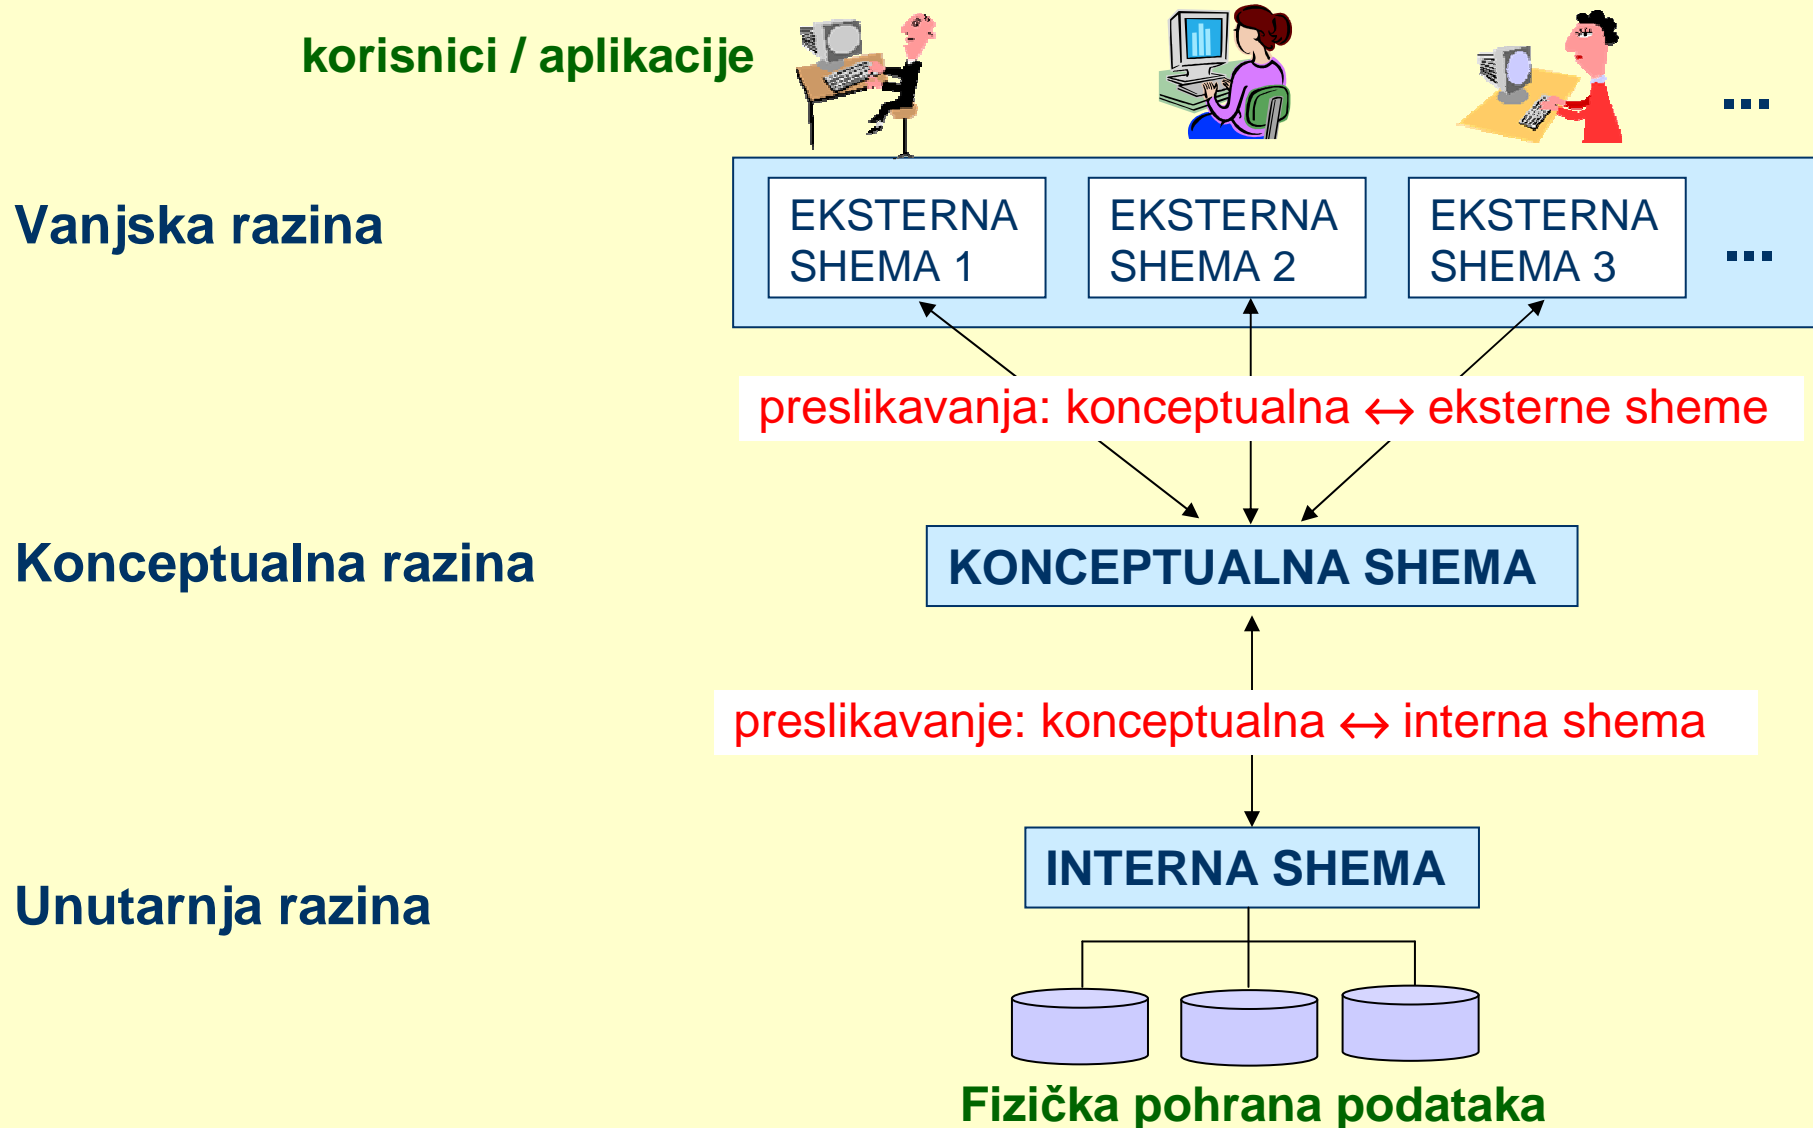 korisnici / aplikacije
...
Vanjska razina
EKSTERNA
SHEMA 1
EKSTERNA
SHEMA 2
EKSTERNA
SHEMA 3
...
preslikavanja: konceptualna ↔ eksterne sheme
Konceptualna razina
KONCEPTUALNA SHEMA
preslikavanje: konceptualna ↔ interna shema
Unutarnja razina
INTERNA SHEMA
Fizička pohrana podataka